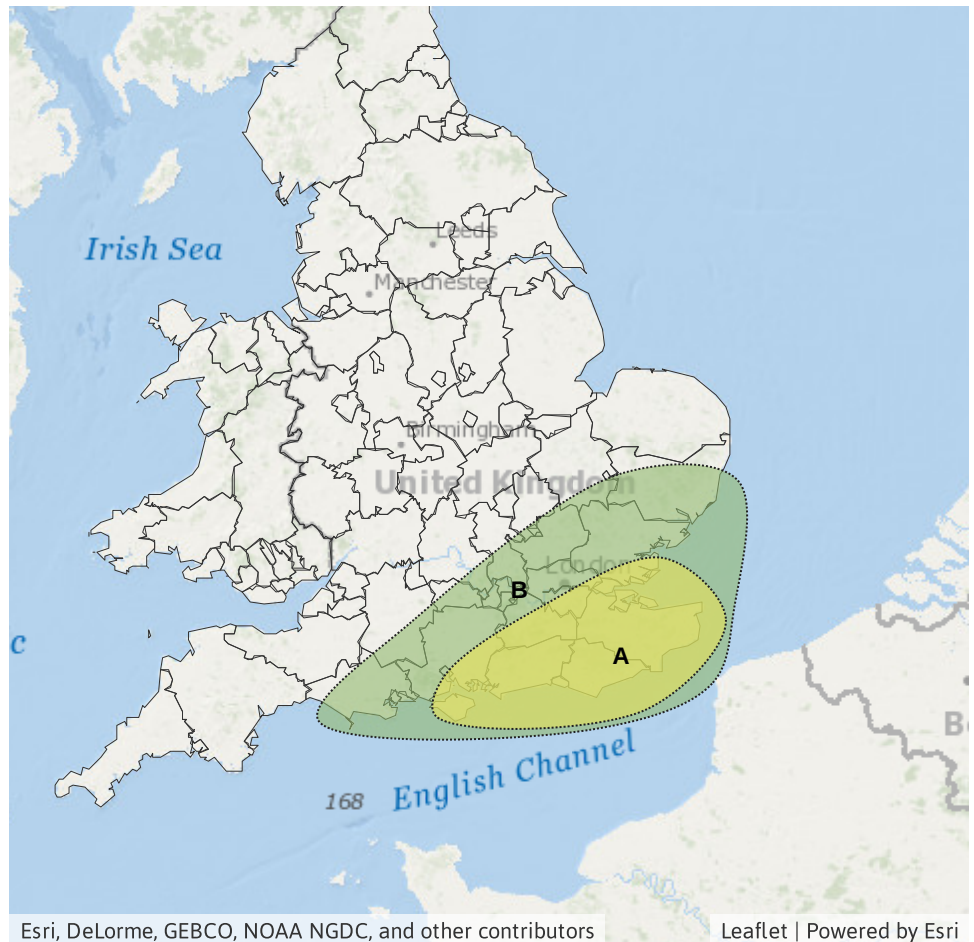 Leeds
Irish Sea
Manchester
Birmingham
United Kingdom
London
B
A
c
B
English Channel
168
Esri, DeLorme, GEBCO, NOAA NGDC, and other contributors
Leaflet | Powered by Esri